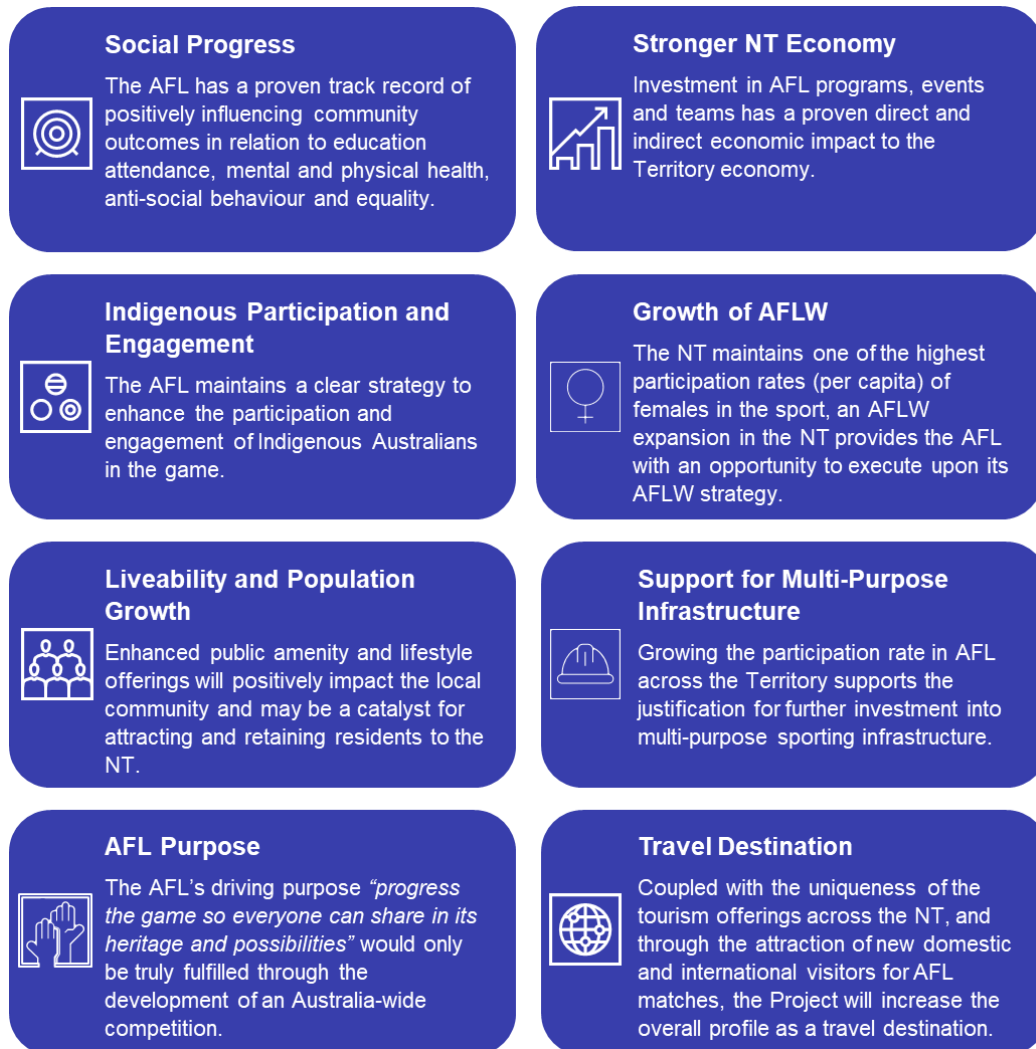 Social Progress
The AFL has a proven track record of
positively influencing community
outcomes in relation to education
attendance, mental and physical health,
anti-social behaviour and equality.
Stronger NT Economy
Investment in AFL programs, events
and teams has a proven direct and
indirect economic impact to the
Territory economy.
Indigenous Participation and
Engagement
The AFL maintains a clear strategy to
enhance the participation and
engagement of Indigenous Australians
in the game.
Growth of AFLW
The NT maintains one of the highest
participation rates (per capita) of
females in the sport, an AFLW
expansion in the NT provides the AFL
with an opportunity to execute upon its
AFLW strategy.
Liveability and Population
Growth
Enhanced public amenity and lifestyle
offerings will positively impact the local
community and may be a catalyst for
attracting and retaining residents to the
NT.
Support for Multi-Purpose
Infrastructure
Growing the participation rate in AFL
across the Territory supports the
justification for further investment into
multi-purpose sporting infrastructure.
AFL Purpose
The AFL’s driving purpose “progress
the game so everyone can share in its
heritage and possibilities” would only
be truly fulfilled through the
development of an Australia-wide
competition.
Travel Destination
Coupled with the uniqueness of the
tourism offerings across the NT, and
through the attraction of new domestic
and international visitors for AFL
matches, the Project will increase the
overall profile as a travel destination.